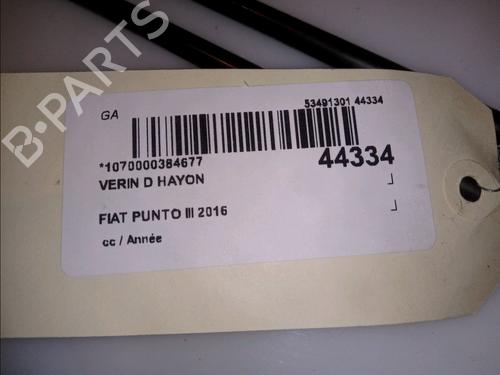 B-PARTS
GA
53491301 44334
*1070000384677
44334
VERIN D HAYON
FIAT PUNTO III 2016
cc / Année